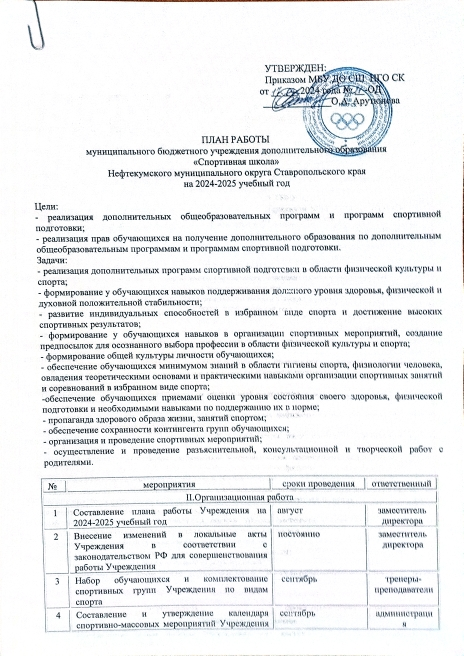 УТВЕРЖДЕН:
Приказом МБУ ДО СШ НГО СК
от 2024 года № -ОД
О.А. Арутюнова
ПЛАН РАБОТЫ
муниципального бюджетного учреждения дополнительного образования
«Спортивная школа»
Нефтекумского муниципального округа Ставропольского края
на 2024-2025 учебный год
Цели:
- реализация дополнительных общеобразовательных программ и программ спортивной
подготовки;
- реализация прав обучающихся на получение дополнительного образования по дополнительным
общеобразовательным программам и программам спортивной подготовки.
Задачи:
- реализация дополнительных программ спортивной подготовки в области физической культуры и
спорта;
- формирование у обучающихся навыков поддерживания должного уровня здоровья, физической и
духовной положительной стабильности;
- развитие индивидуальных способностей в избранном виде спорта и достижение высоких
спортивных результатов;
- формирование у обучающихся навыков в организации спортивных мероприятий, создание
предпосылок для осознанного выбора профессии в области физической культуры и спорта;
- формирование общей культуры личности обучающихся;
- обеспечение обучающихся минимумом знаний в области гигиены спорта, физиологии человека,
овладения теоретическими основами и практическими навыками организации спортивных занятий
и соревнований в избранном виде спорта;
-обеспечение обучающихся приемами оценки уровня состояния своего здоровья, физической
подготовки и необходимыми навыками по поддержанию их в норме;
- пропаганда здорового образа жизни, занятий спортом;
- обеспечение сохранности контингента групп обучающихся;
- организация и проведение спортивных мероприятий;
- осуществление и проведение разъяснительной, консультационной и творческой работ с
родителями.
№ мероприятия сроки проведения ответственный
II.Организационная работа
1 Составление плана работы Учреждения на август заместитель
2024-2025 учебный год директора
2 Внесение изменений в локальные акты постоянно заместитель
Учреждения в соответствии с директора
законодательством РФ для совершенствования
работы Учреждения
3 Набор обучающихся и комплектование сентябрь тренеры-
спортивных групп Учреждения по видам преподаватели
спорта
4 Составление и утверждение календаря сентябрь администраци
спортивно-массовых мероприятий Учреждения я